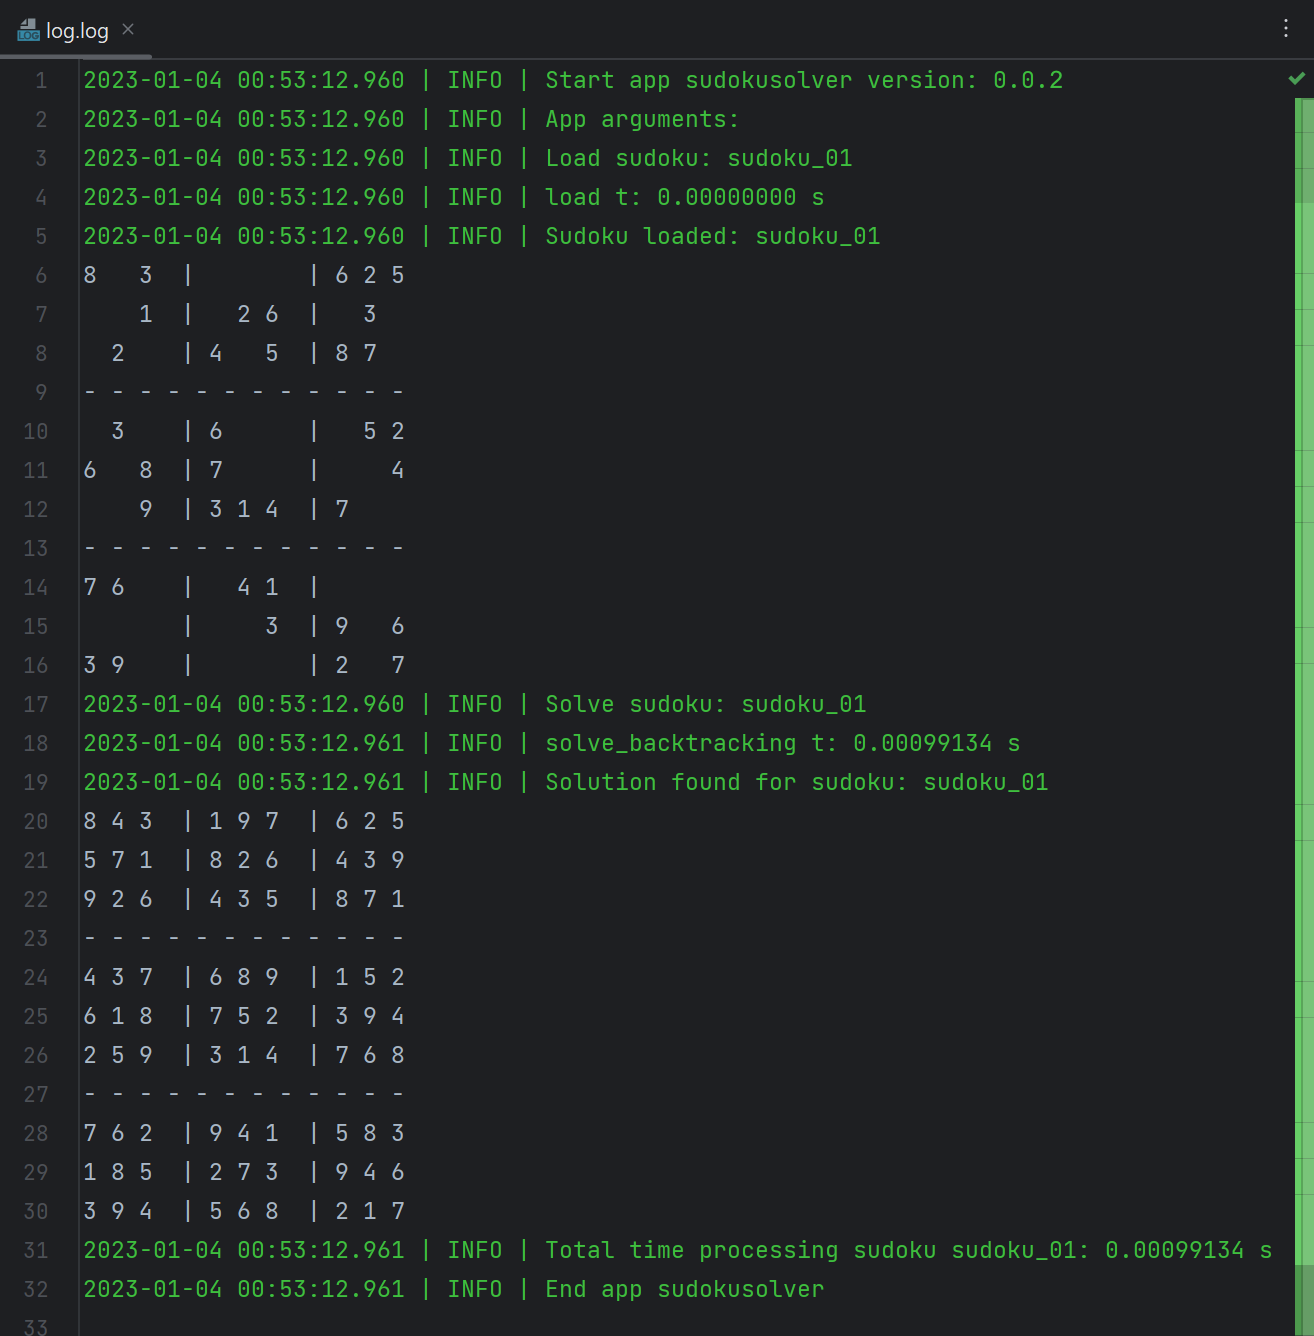 log.log
1 2023-01-04 00:53:12.960 | INFO | Start app sudokusolver version: 0.0.2
2 2023-01-04 00:53:12.960 | INFO | App arguments:
3 2023-01-04 00:53:12.960 | INFO | Load sudoku: sudoku_01
4 2023-01-04 00:53:12.960 | INFO | load t: 0.00000000 s
5 2023-01-04 00:53:12.960 | INFO | Sudoku loaded: sudoku_01
6 8   3  |        | 6 2 5
7     1  |   2 6  |   3
8   2    | 4   5  | 8 7
9 - - - - - - - - - - - -
10   3    | 6      |   5 2
11 6   8  | 7      |     4
12     9  | 3 1 4  | 7
13 - - - - - - - - - - - -
14 7 6    |   4 1  |
15        |     3  | 9   6
16 3 9    |        | 2   7
17 2023-01-04 00:53:12.960 | INFO | Solve sudoku: sudoku_01
18 2023-01-04 00:53:12.961 | INFO | solve_backtracking t: 0.00099134 s
19 2023-01-04 00:53:12.961 | INFO | Solution found for sudoku: sudoku_01
20 8 4 3  | 1 9 7  | 6 2 5
21 5 7 1  | 8 2 6  | 4 3 9
22 9 2 6  | 4 3 5  | 8 7 1
23 - - - - - - - - - - - -
24 4 3 7  | 6 8 9  | 1 5 2
25 6 1 8  | 7 5 2  | 3 9 4
26 2 5 9  | 3 1 4  | 7 6 8
27 - - - - - - - - - - - -
28 7 6 2  | 9 4 1  | 5 8 3
29 1 8 5  | 2 7 3  | 9 4 6
30 3 9 4  | 5 6 8  | 2 1 7
31 2023-01-04 00:53:12.961 | INFO | Total time processing sudoku sudoku_01: 0.00099134 s
32 2023-01-04 00:53:12.961 | INFO | End app sudokusolver
33